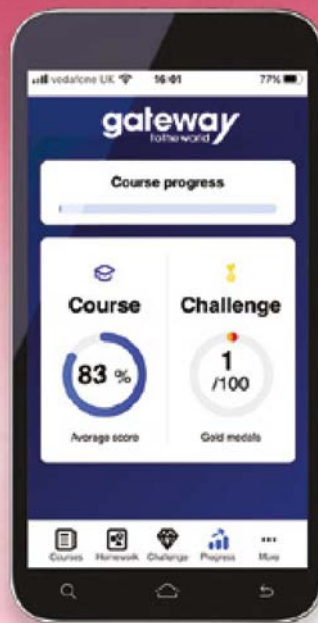 vodafone UK 16:01 77%
gateway
to the world
Course progress
Course Challenge
83 % 1
/100
Average score Gold medals
Courses Homework Challenge Progress More